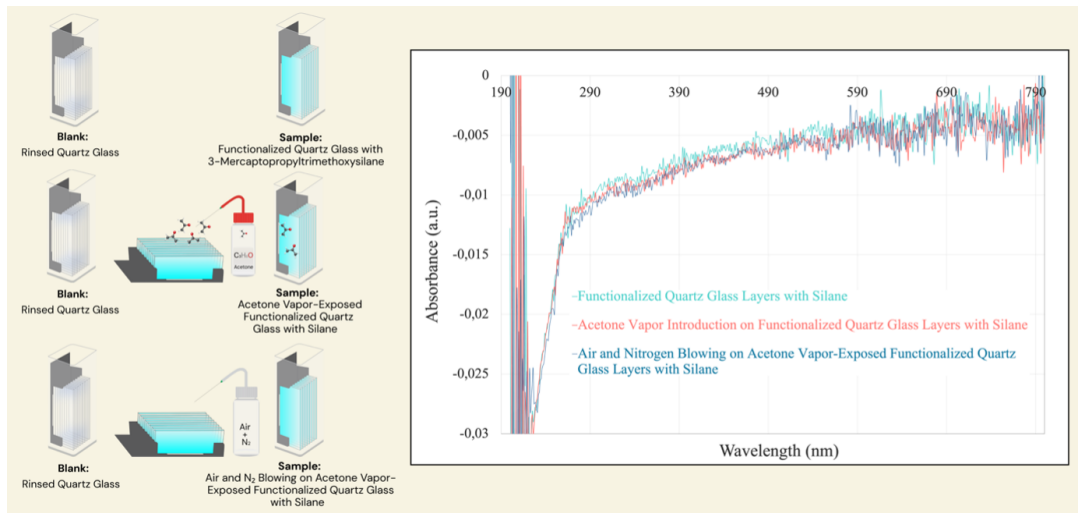 Blank:
Rinsed Quartz Glass
Sample:
Functionalized Quartz Glass with
3-Mercaptopropyltrimethoxysilane
Blank:
Rinsed Quartz Glass
C₃H₆O
Acetone
Sample:
Acetone Vapor-Exposed
Functionalized Quartz
Glass with Silane
Blank:
Rinsed Quartz Glass
Air
+
N₂
Sample:
Air and N₂ Blowing on Acetone Vapor-
Exposed Functionalized Quartz Glass
with Silane
Absorbance (a.u.)
0
-0,005
-0,01
-0,015
-0,02
-0,025
-0,03
190 290 390 490 590 690 790
-Functionalized Quartz Glass Layers with Silane
-Acetone Vapor Introduction on Functionalized Quartz Glass Layers with Silane
-Air and Nitrogen Blowing on Acetone Vapor-Exposed Functionalized Quartz
Glass Layers with Silane
Wavelength (nm)